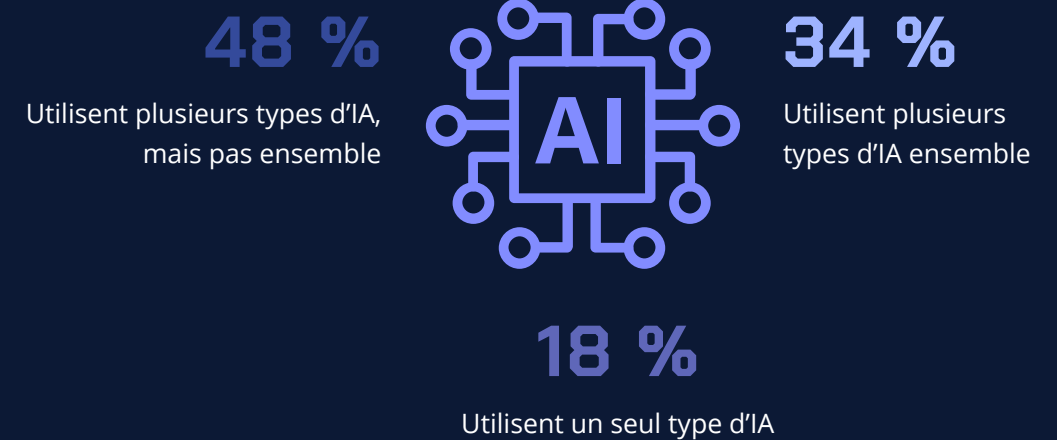 48 %
Utilisent plusieurs types d’IA,
mais pas ensemble
AI
34 %
Utilisent plusieurs
types d’IA ensemble
18 %
Utilisent un seul type d’IA